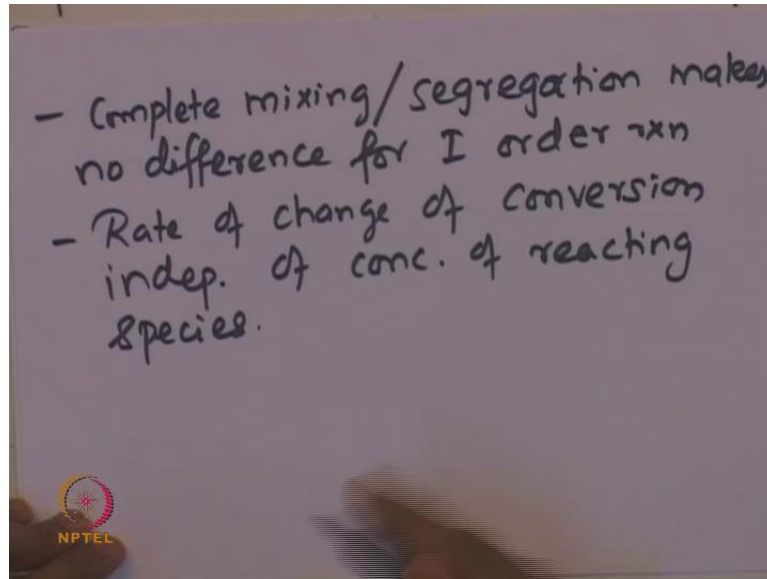 - Complete mixing/segregation makes
no difference for I order rxn
- Rate of change of conversion
indep. of conc. of reacting
species.
NPTEL